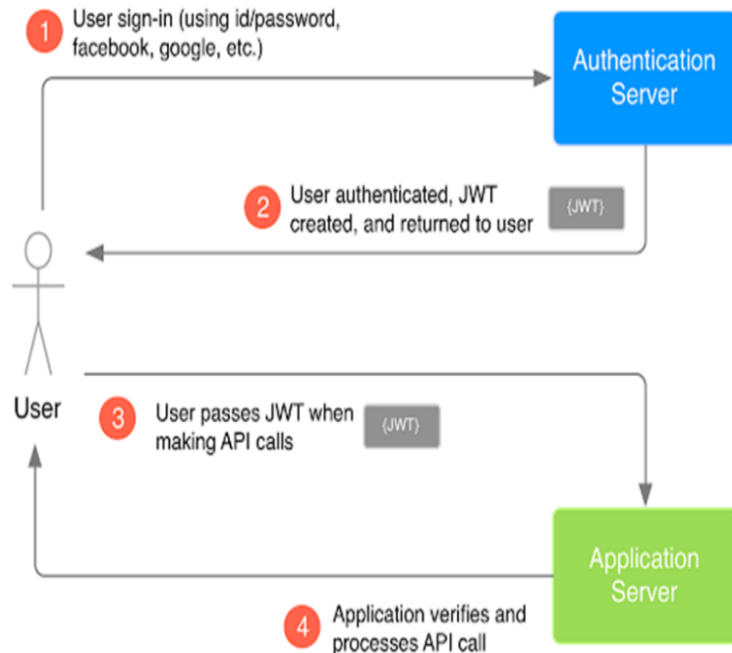 1
User sign-in (using id/password,
facebook, google, etc.)
Authentication
Server
2
User authenticated, JWT
created, and returned to user
{JWT}
User
3
User passes JWT when
making API calls
{JWT}
Application
Server
4
Application verifies and
processes API call